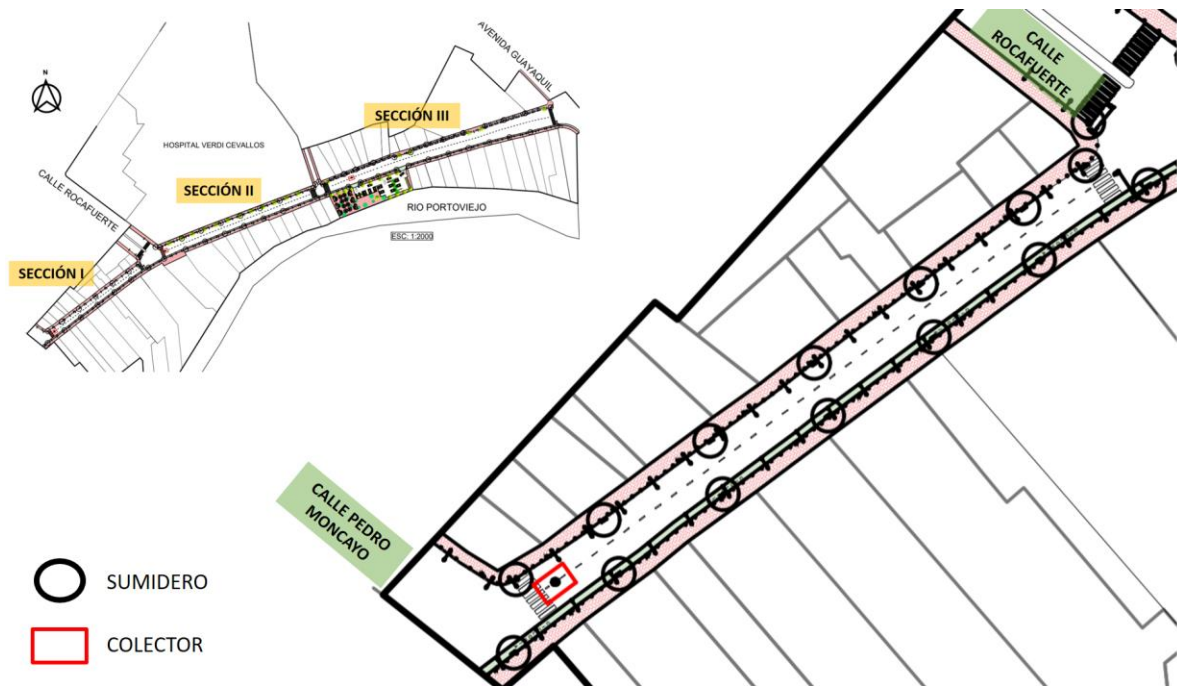 N
AVENIDA GUAYAQUIL
SECCIÓN III
HOSPITAL VERDI CEVALLOS
CALLE ROCAFUERTE
SECCIÓN II
RIO PORTOVIEJO
ESC: 1:2000
SECCIÓN I
CALLE
ROCAFUERTE
CALLE PEDRO
MONCAYO
SUMIDERO
COLECTOR